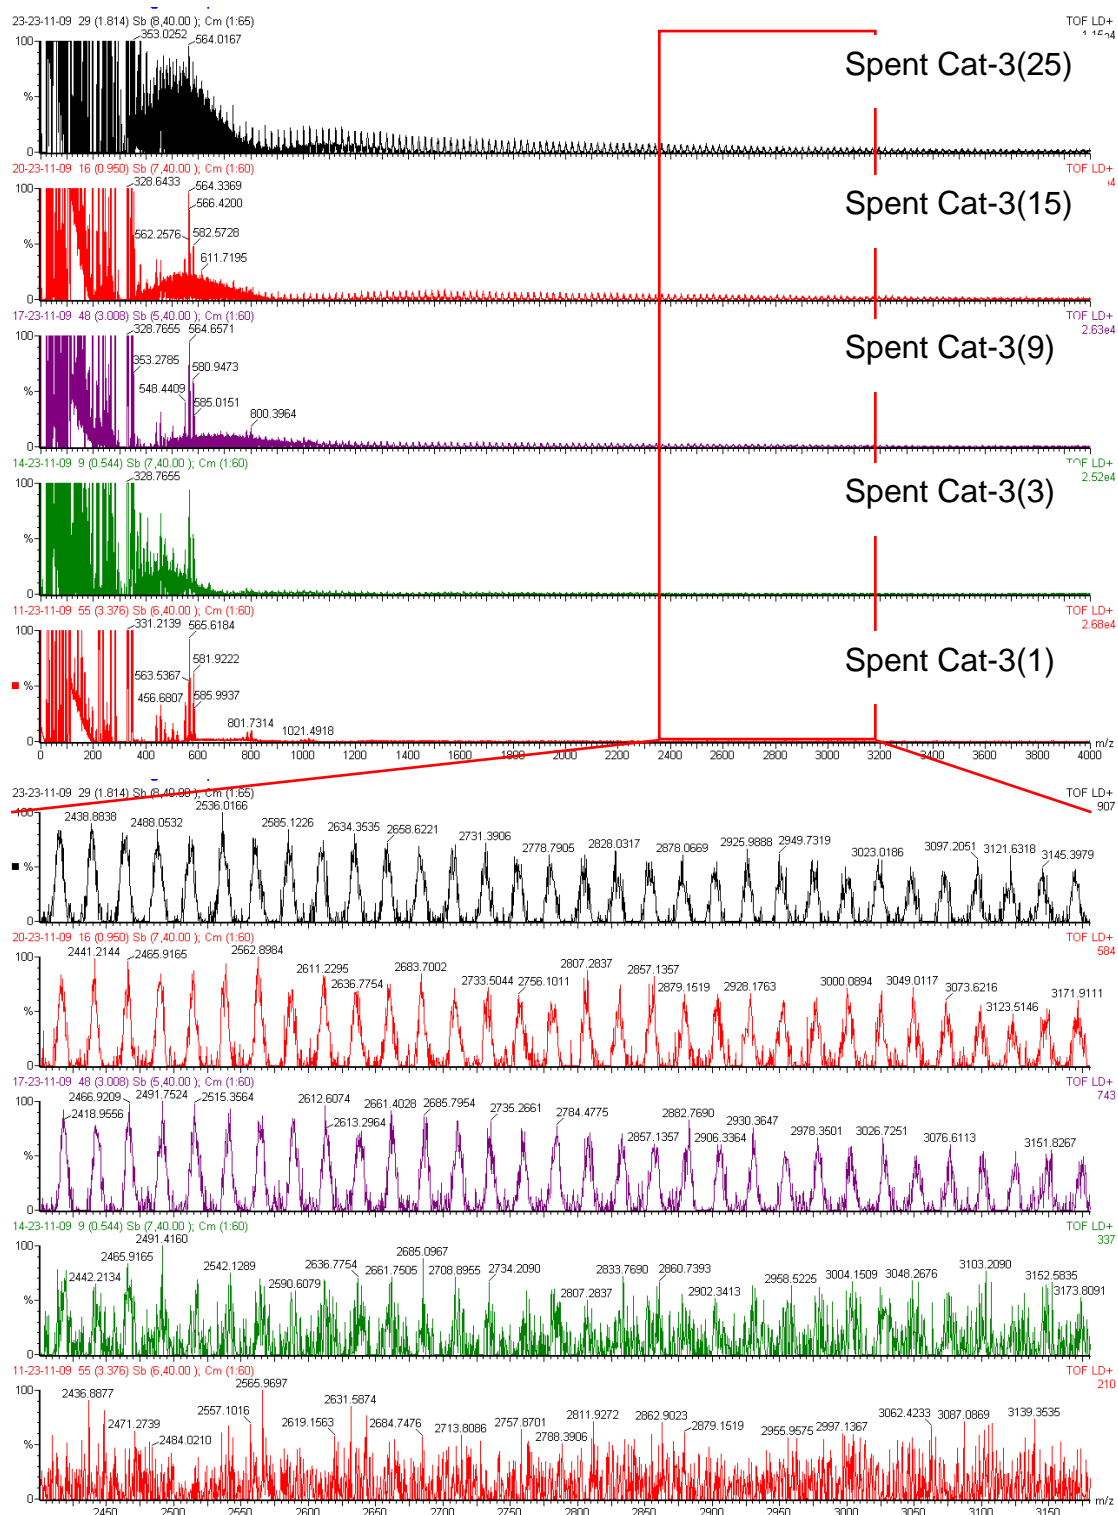 23-23-11-09 29 (1.814) Sb (8,40.00 ); Cm (1:65)
TOF LD+
Spent Cat-3(25)
100
%
0
353.0252
564.0167
20-23-11-09 16 (0.950) Sb (7,40.00 ); Cm (1:60)
TOF LD+
Spent Cat-3(15)
100
%
0
328.6433
564.3369
566.4200
562.2576
582.5728
611.7195
17-23-11-09 48 (3.008) Sb (5,40.00 ); Cm (1:60)
TOF LD+
2.63e4
Spent Cat-3(9)
100
%
0
328.7655
564.6571
353.2785
580.9473
548.4409
585.0151
800.3964
14-23-11-09 9 (0.544) Sb (7,40.00 ); Cm (1:60)
TOF LD+
2.52e4
Spent Cat-3(3)
100
%
0
328.7655
11-23-11-09 55 (3.376) Sb (6,40.00 ); Cm (1:60)
TOF LD+
2.68e4
Spent Cat-3(1)
100
%
0
331.2139
565.6184
563.5367
581.9222
456.6807
585.9937
801.7314
1021.4918
0 200 400 600 800 1000 1200 1400 1600 1800 2000 2200 2400 2600 2800 3000 3200 3400 3600 3800 4000
m/z
23-23-11-09 29 (1.814) Sb (8,40.00 ); Cm (1:65)
TOF LD+
907
100
%
0
2438.8838 2488.0532 2536.0166 2585.1226 2634.3535 2658.6221 2731.3906 2778.7905 2828.0317 2878.0669 2925.9888 2949.7319 3023.0186 3097.2051 3121.6318 3145.3979
20-23-11-09 16 (0.950) Sb (7,40.00 ); Cm (1:60)
TOF LD+
584
100
%
0
2441.2144 2465.9165 2562.8984 2611.2295 2636.7754 2683.7002 2733.5044 2756.1011 2807.2837 2857.1357 2879.1519 2928.1763 3000.0894 3049.0117 3073.6216 3123.5146 3171.9111
17-23-11-09 48 (3.008) Sb (5,40.00 ); Cm (1:60)
TOF LD+
743
100
%
0
2418.9556 2466.9209 2491.7524 2515.3564 2612.6074 2613.2964 2661.4028 2685.7954 2735.2661 2784.4775 2857.1357 2882.7690 2906.3364 2930.3647 2978.3501 3026.7251 3076.6113 3151.8267
14-23-11-09 9 (0.544) Sb (7,40.00 ); Cm (1:60)
TOF LD+
337
100
%
0
2442.2134 2465.9165 2491.4160 2542.1289 2590.6079 2636.7754 2661.7505 2685.0967 2708.8955 2734.2090 2807.2837 2833.7690 2860.7393 2902.3413 2958.5225 3004.1509 3048.2676 3103.2090 3152.5835 3173.8091
11-23-11-09 55 (3.376) Sb (6,40.00 ); Cm (1:60)
TOF LD+
210
100
%
0
2436.8877 2471.2739 2484.0210 2557.1016 2565.9697 2619.1563 2631.5874 2684.7476 2713.8086 2757.8701 2788.3906 2811.9272 2862.9023 2879.1519 2955.9575 2997.1367 3062.4233 3087.0869 3139.3535
2450 2500 2550 2600 2650 2700 2750 2800 2850 2900 2950 3000 3050 3100 3150
m/z